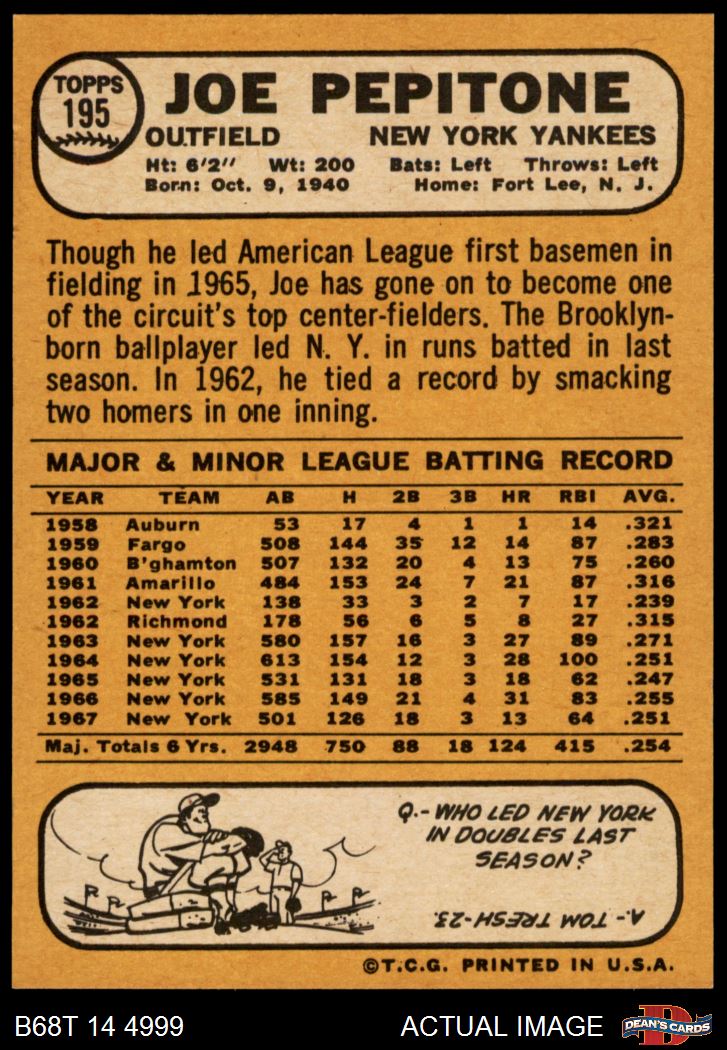 TOPPS
195
JOE PEPITONE
OUTFIELD NEW YORK YANKEES
Ht: 6'2" Wt: 200 Bats: Left Throws: Left
Born: Oct. 9, 1940 Home: Fort Lee, N. J.
Though he led American League first basemen in
fielding in 1965, Joe has gone on to become one
of the circuit's top center-fielders. The Brooklyn-
born ballplayer led N. Y. in runs batted in last
season. In 1962, he tied a record by smacking
two homers in one inning.
MAJOR & MINOR LEAGUE BATTING RECORD
YEAR TEAM AB H 2B 3B HR RBI AVG.
1958 Auburn 53 17 4 1 1 14 .321
1959 Fargo 508 144 35 12 14 87 .283
1960 B'ghamton 507 132 20 4 13 75 .260
1961 Amarillo 484 153 24 7 21 87 .316
1962 New York 138 33 3 2 7 17 .239
1962 Richmond 178 56 6 5 8 27 .315
1963 New York 580 157 16 3 27 89 .271
1964 New York 613 154 12 3 28 100 .251
1965 New York 531 131 18 3 18 62 .247
1966 New York 585 149 21 4 31 83 .255
1967 New York 501 126 18 3 13 64 .251
Maj. Totals 6 Yrs. 2948 750 88 18 124 415 .254
Q.- WHO LED NEW YORK
IN DOUBLES LAST
SEASON?
A.- TOM TRESH-23.
©T.C.G. PRINTED IN U.S.A.
B68T 14 4999 ACTUAL IMAGE
D
DEAN'S CARDS